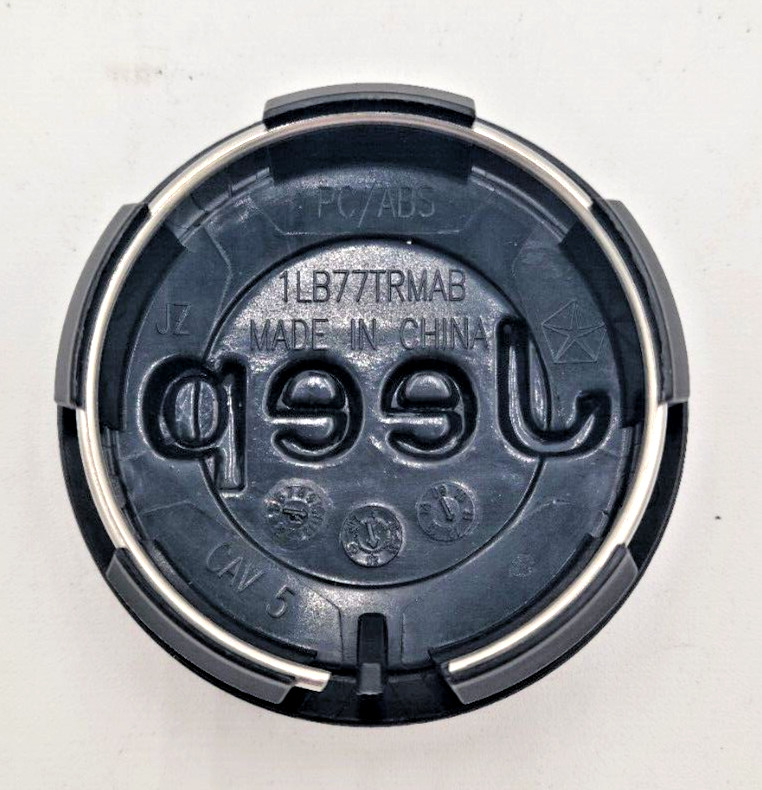 PC/ABS
1LB77TRMAB
JZ
MADE IN CHINA
Jeep
CAV 5